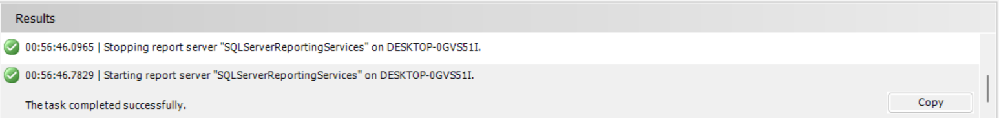 Results
00:56:46.0965 | Stopping report server "SQLServerReportingServices" on DESKTOP-0GVS51I.
00:56:46.7829 | Starting report server "SQLServerReportingServices" on DESKTOP-0GVS51I.
The task completed successfully.
Copy